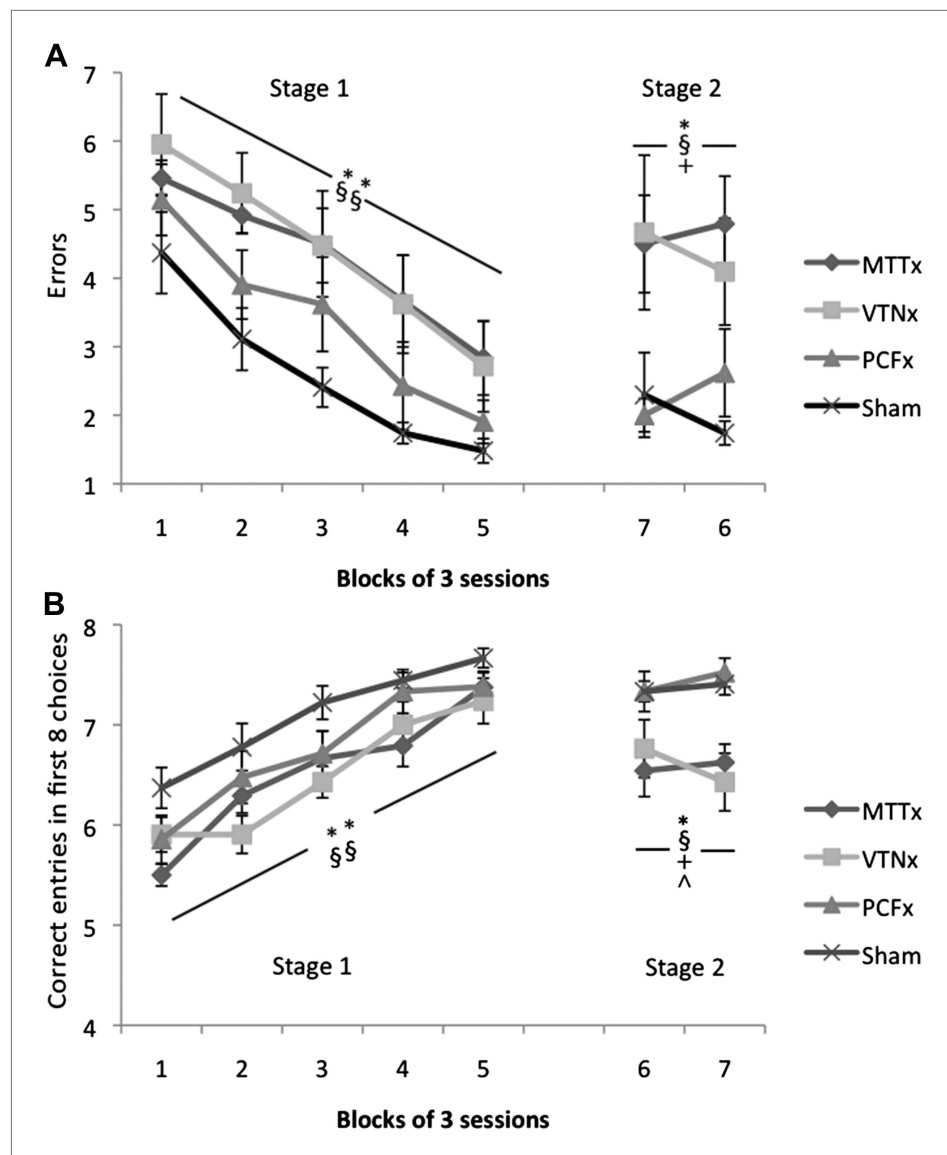 A
7
Stage 1
Stage 2
6
5
4
3
2
1
Errors
* *
§ §
*
§
+
MTTx
VTNx
PCFx
Sham
1 2 3 4 5 7 6
Blocks of 3 sessions
B
8
7
6
5
4
Correct entries in first 8 choices
* *
§ §
*
§
+
^
Stage 1
Stage 2
MTTx
VTNx
PCFx
Sham
1 2 3 4 5 6 7
Blocks of 3 sessions